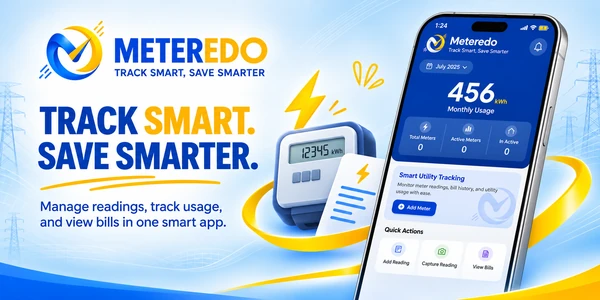 METEREDO
TRACK SMART, SAVE SMARTER
TRACK SMART.
SAVE SMARTER.
Manage readings, track usage,
and view bills in one smart app.
12345 kWh
1:24
Meteredo
Track Smart, Save Smarter
July 2025
456 kWh
Monthly Usage
Total Meters
0
Active Meters
0
In Active
0
Smart Utility Tracking
Monitor meter readings, bill history, and utility
usage with ease.
Add Meter
Quick Actions
Add Reading
Capture Reading
View Bills